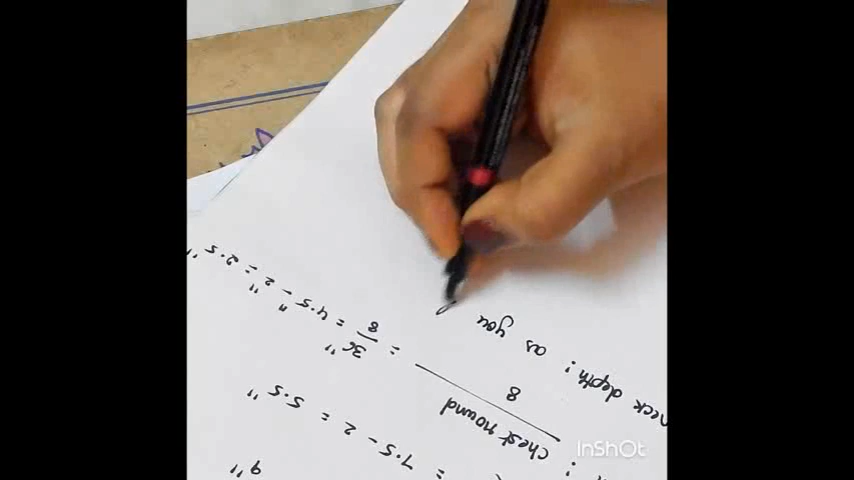 9"
= 7.5 - 2 = 5.5"
: chest round / 8 = 36" / 8 = 4.5" - 2" = 2.5"
neck depth : as you
InShOt